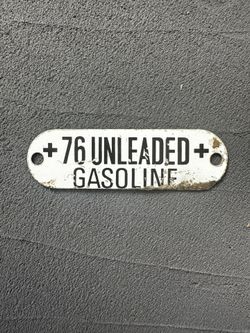 + 76 UNLEADED +
GASOLINE